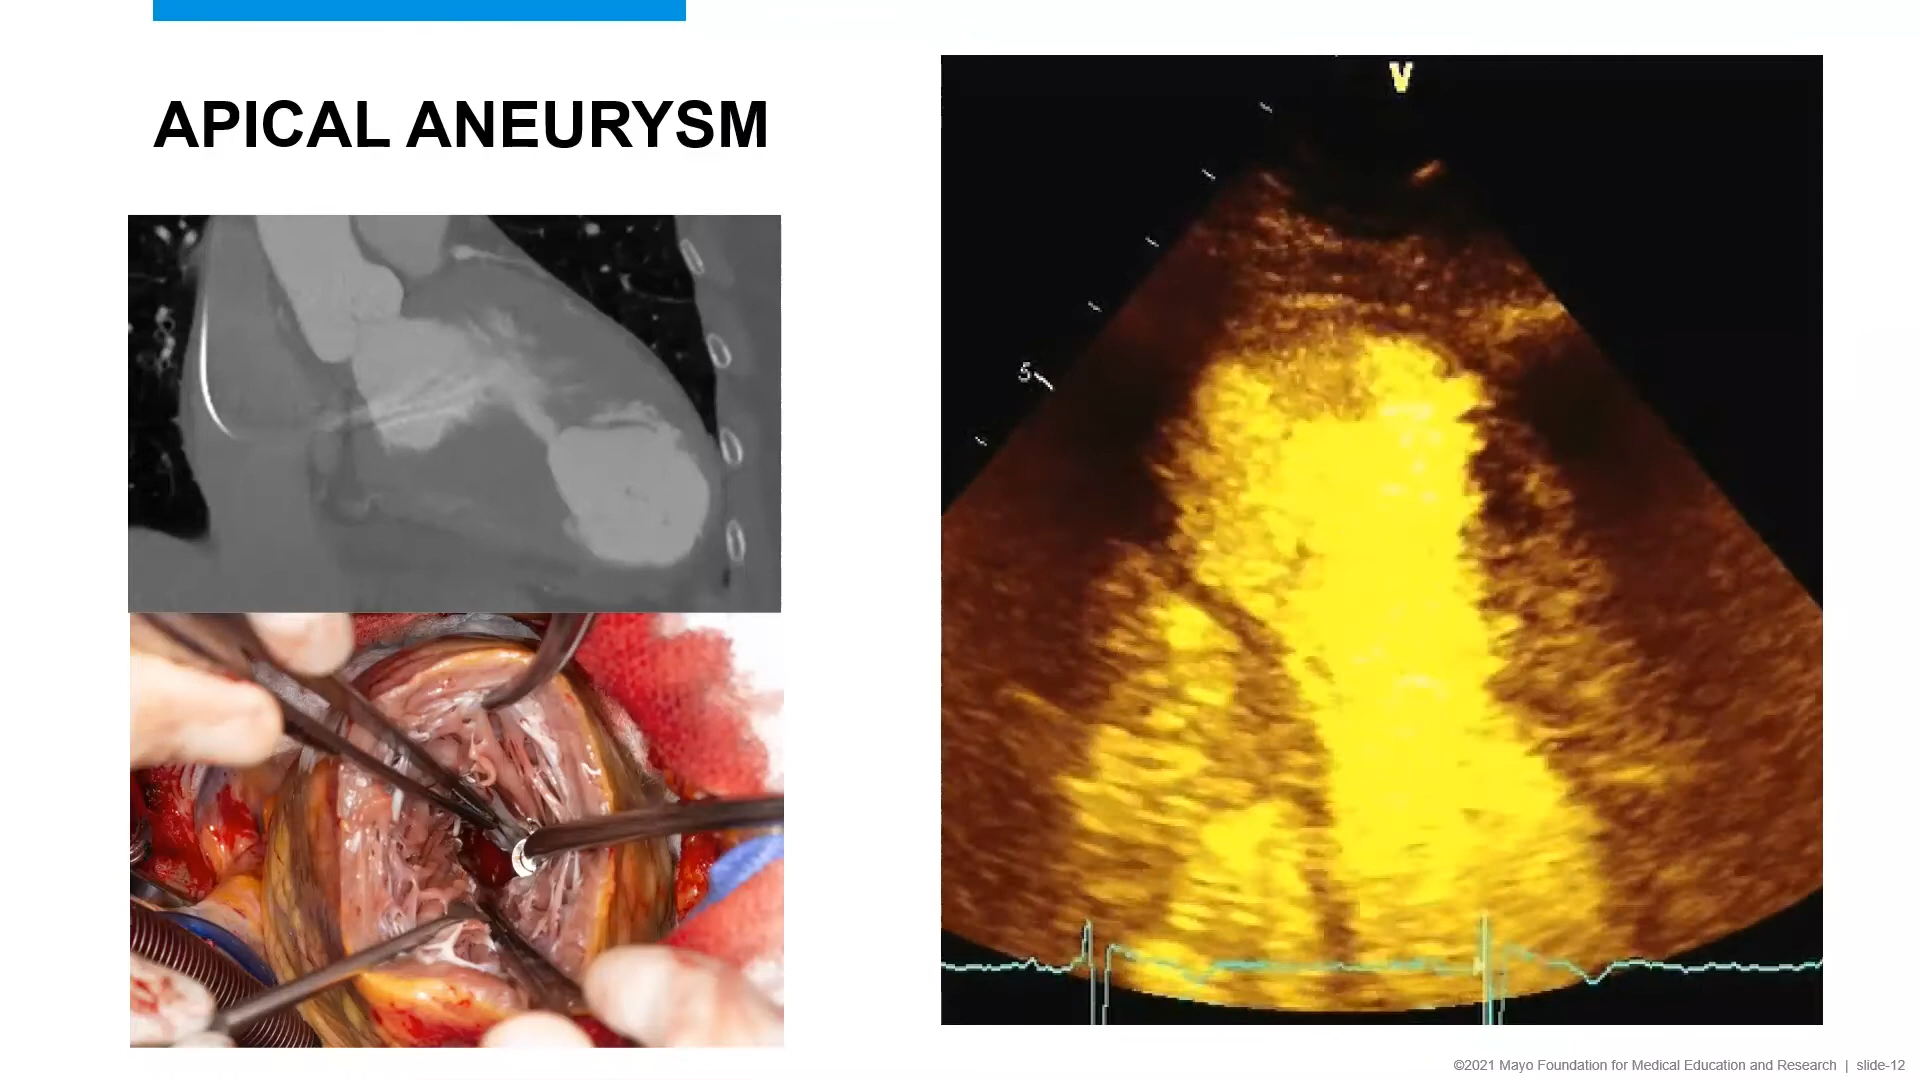 APICAL ANEURYSM
V
5
©2021 Mayo Foundation for Medical Education and Research | slide-12